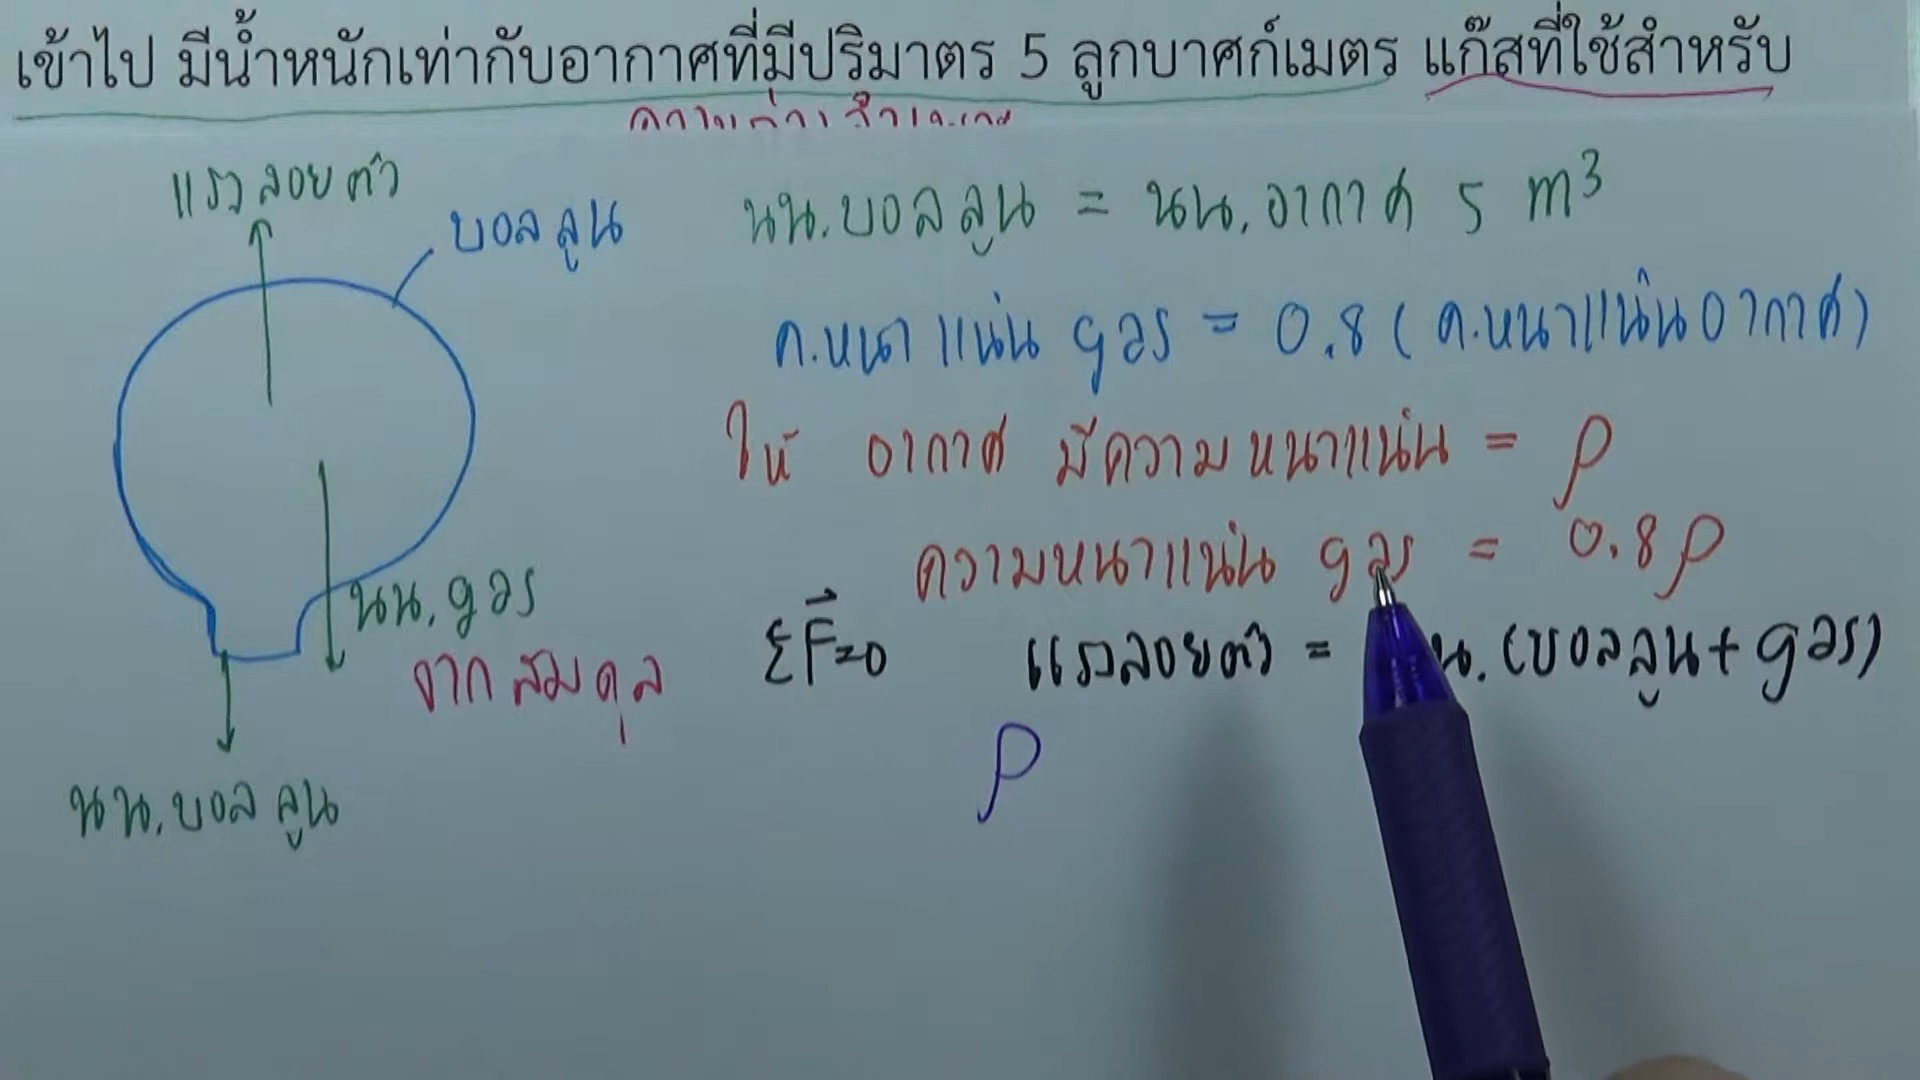 เข้าไป มีน้ำหนักเท่ากับอากาศที่มีปริมาตร 5 ลูกบาศก์เมตร แก๊สที่ใช้สำหรับ
แรงลอยตัว
บอลลูน
นน.บอลลูน = นน.อากาศ 5 m³
ค.หนาแน่น gas = 0.8 (ค.หนาแน่นอากาศ)
ให้ อากาศ มีความหนาแน่น = ρ
ความหนาแน่น gas = 0.8ρ
นน.gas
จากสมดุล ΣF⃗=0 แรงลอยตัว = น.(บอลลูน+gas)
ρ
นน.บอลลูน